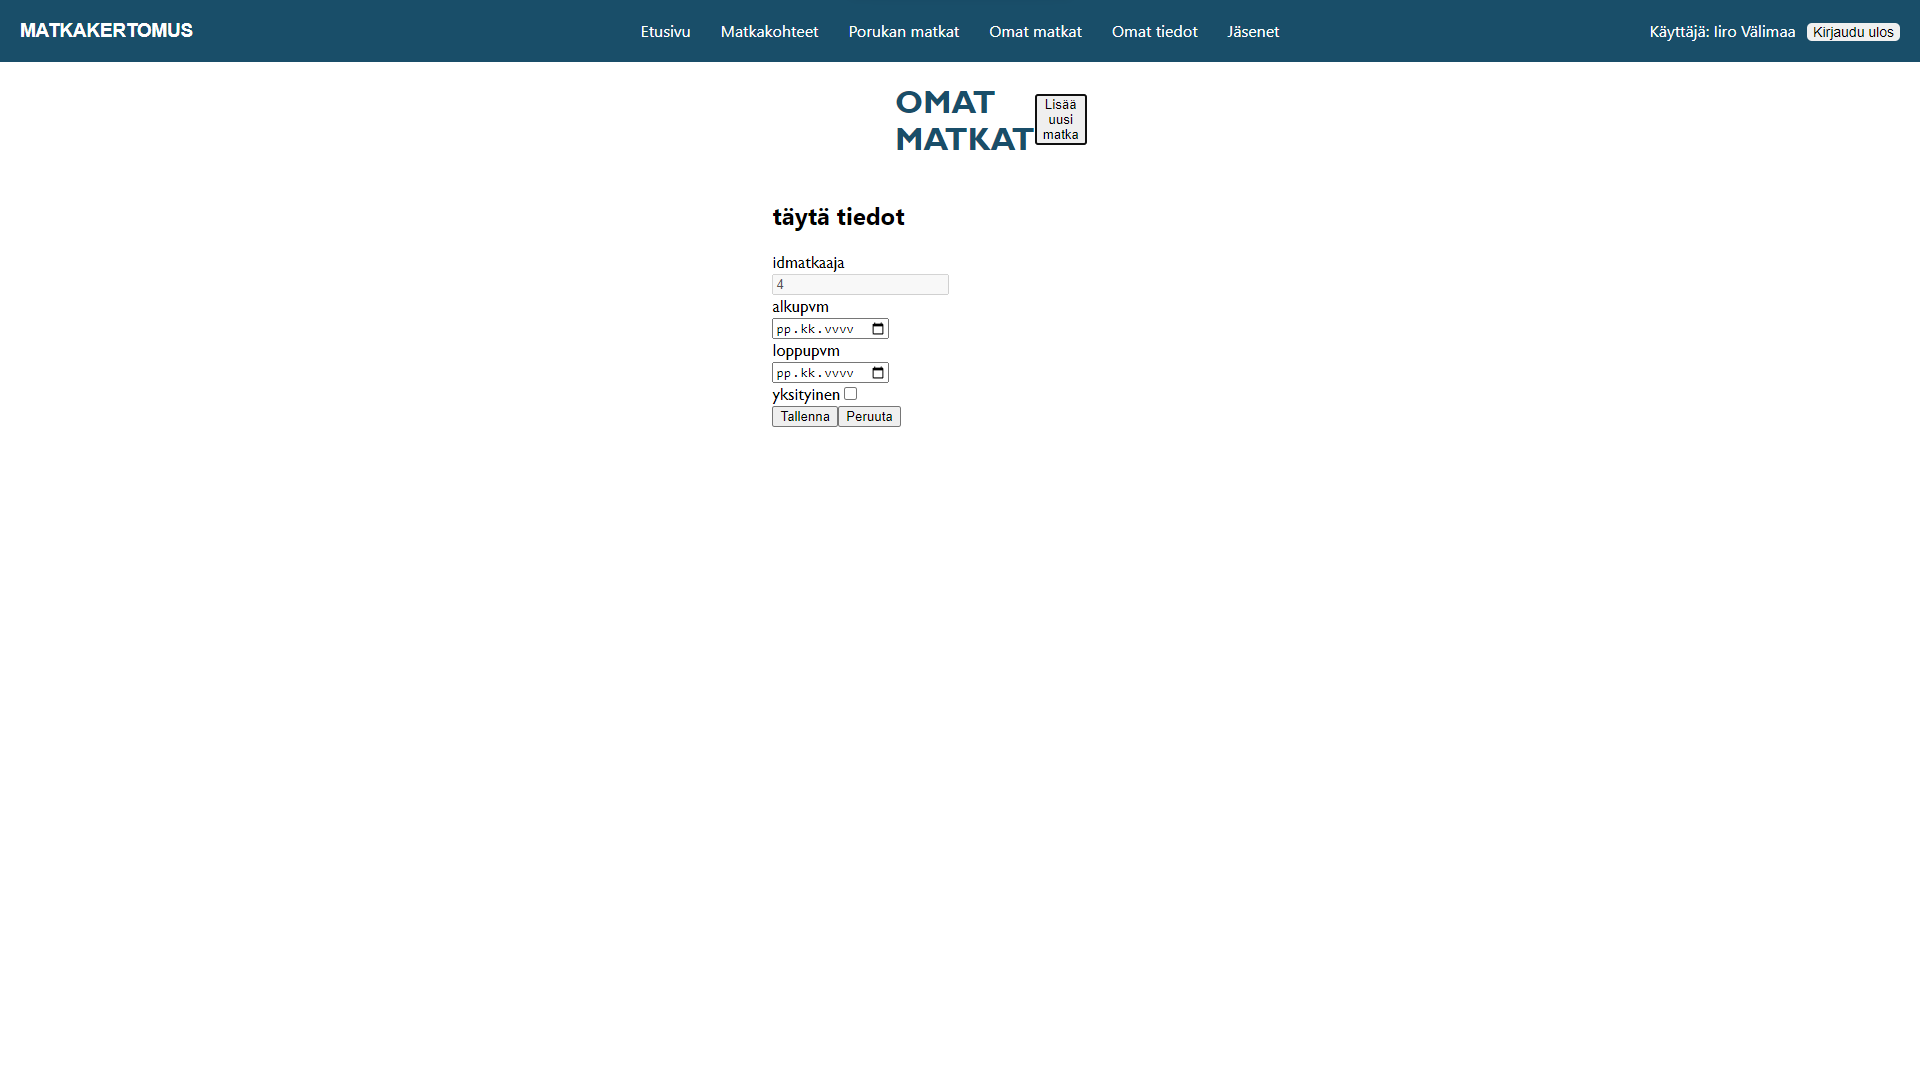 MATKAKERTOMUS
Etusivu Matkakohteet Porukan matkat Omat matkat Omat tiedot Jäsenet
Käyttäjä: Iiro Välimaa Kirjaudu ulos
OMAT
MATKAT
Lisää
uusi
matka
täytä tiedot
idmatkaaja
4
alkupvm
pp.kk.vvvv
loppupvm
pp.kk.vvvv
yksityinen
Tallenna Peruuta